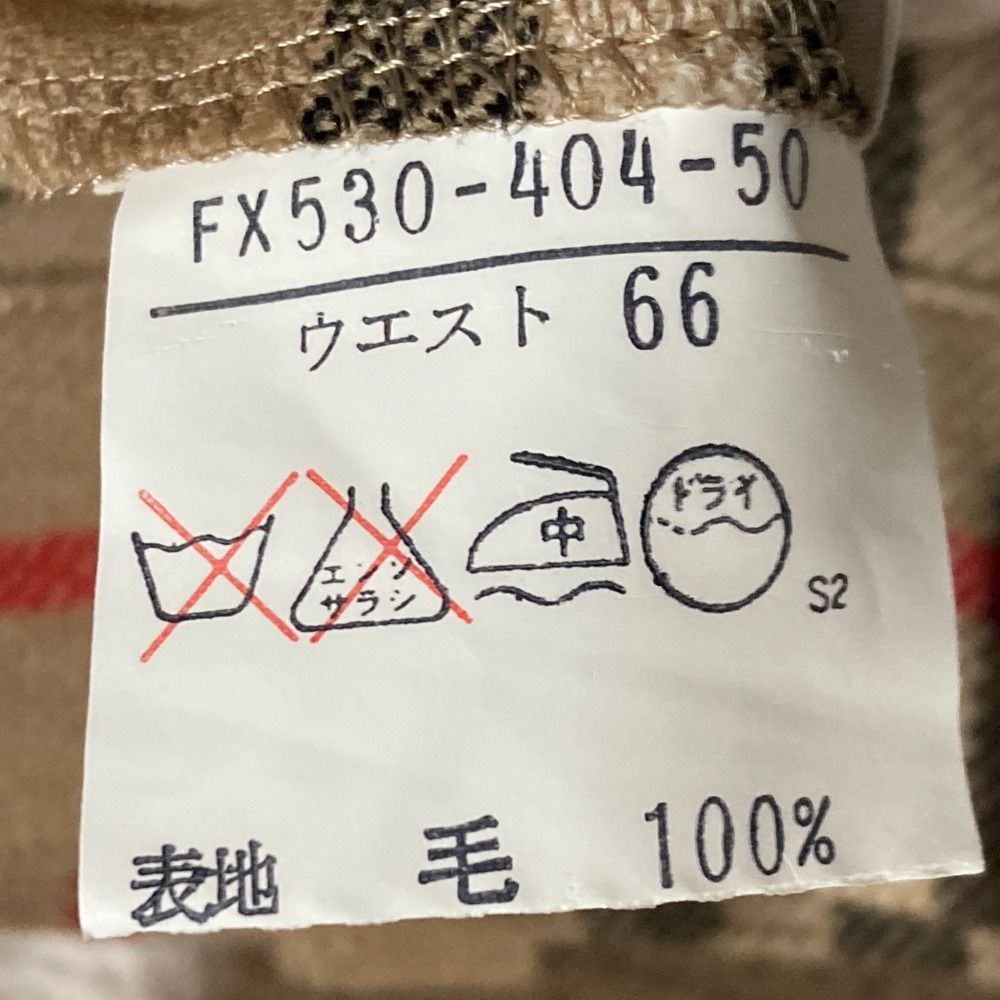 FX530-404-50
ウエスト 66
エンソ
サラシ
中
ドライ
S2
表地 毛 100%